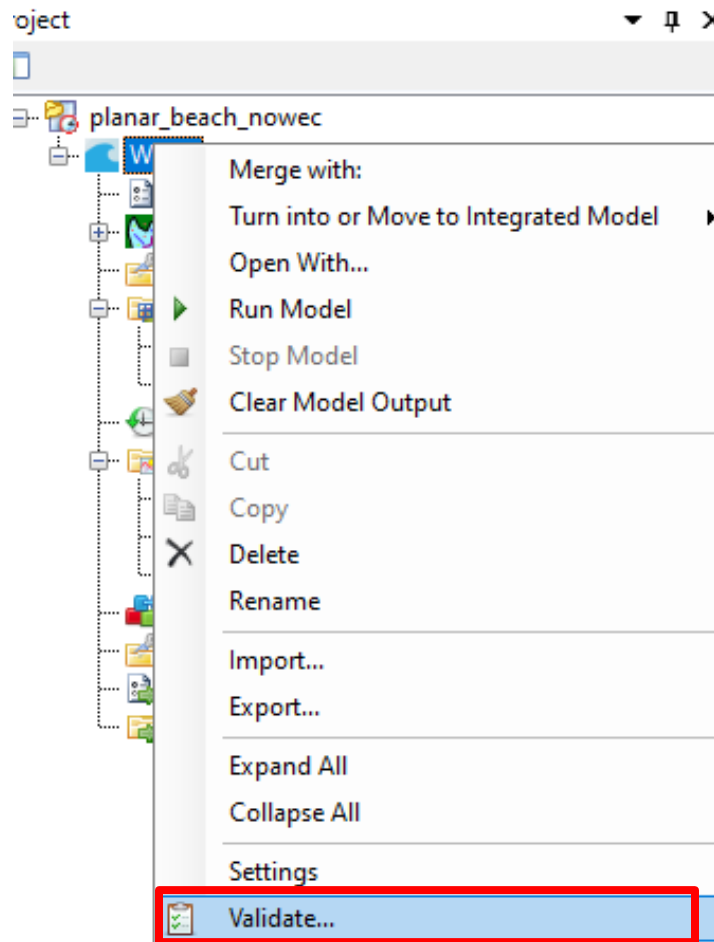 roject
planar_beach_nowec
W
Merge with:
Turn into or Move to Integrated Model
Open With...
Run Model
Stop Model
Clear Model Output
Cut
Copy
Delete
Rename
Import...
Export...
Expand All
Collapse All
Settings
Validate...